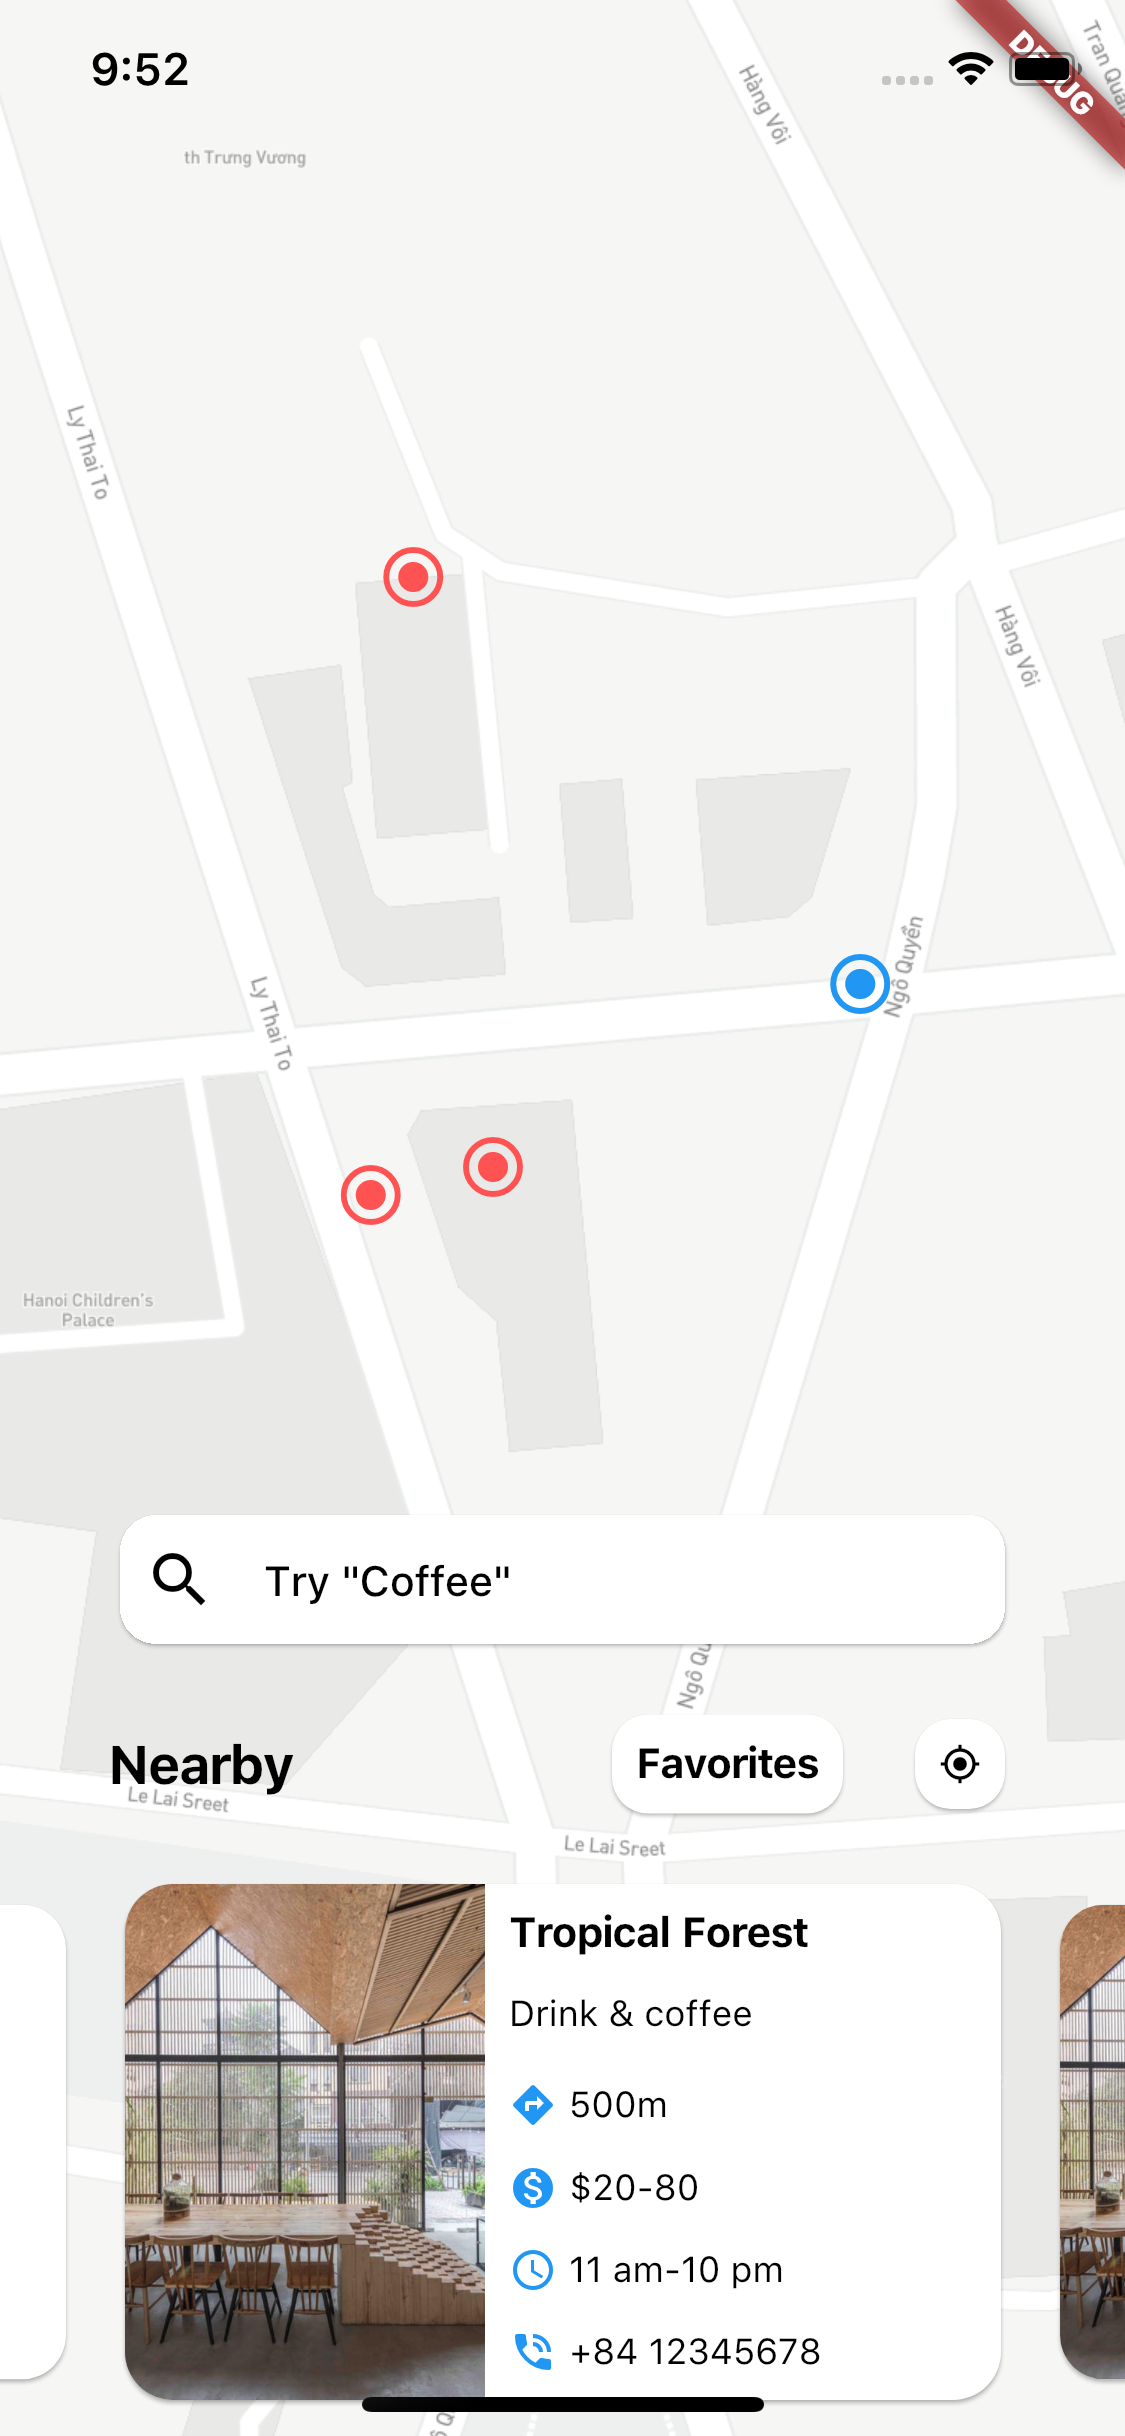 9:52
DEBUG
Hàng Vôi
th Trưng Vương
Ly Thai To
Hàng Vôi
Ngô Quyền
Ly Thai To
Hanoi Children's
Palace
Try "Coffee"
Nearby
Favorites
Le Lai Sreet
Le Lai Sreet
Tropical Forest
Drink & coffee
500m
$20-80
11 am-10 pm
+84 12345678